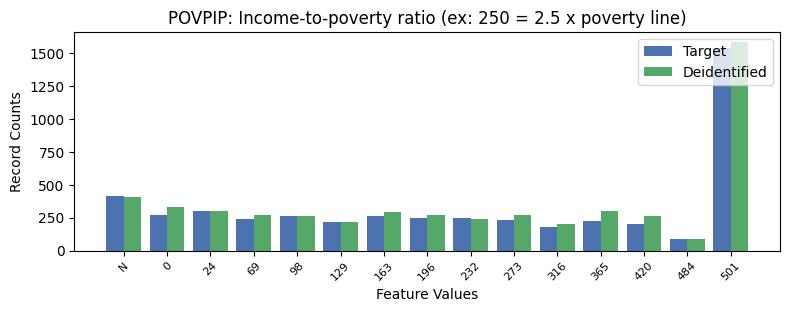 POVPIP: Income-to-poverty ratio (ex: 250 = 2.5 x poverty line)
Target
Deidentified
Record Counts
1500
1250
1000
750
500
250
0
N 0 24 69 98 129 163 196 232 273 316 365 420 484 501
Feature Values